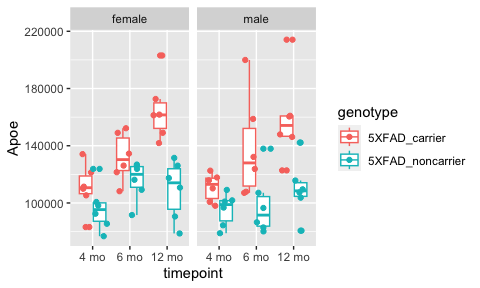 female male
220000
180000
140000
100000
Apoe
4 mo 6 mo 12 mo 4 mo 6 mo 12 mo
timepoint
genotype
5XFAD_carrier
5XFAD_noncarrier